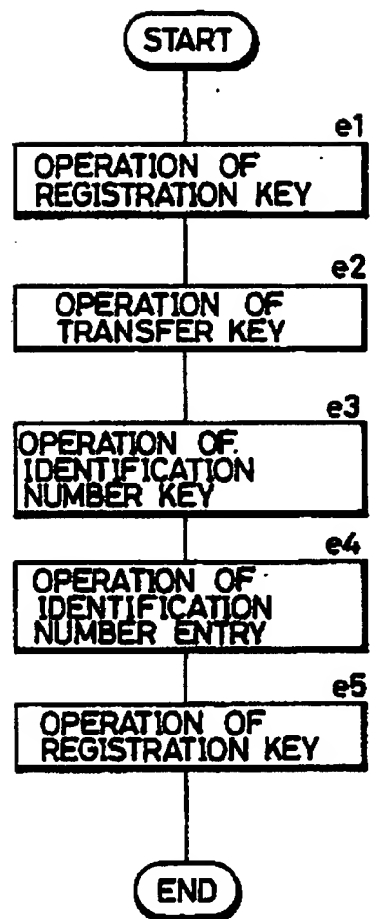 START
e1
OPERATION OF
REGISTRATION KEY
e2
OPERATION OF
TRANSFER KEY
e3
OPERATION OF
IDENTIFICATION
NUMBER KEY
e4
OPERATION OF
IDENTIFICATION
NUMBER ENTRY
e5
OPERATION OF
REGISTRATION KEY
END